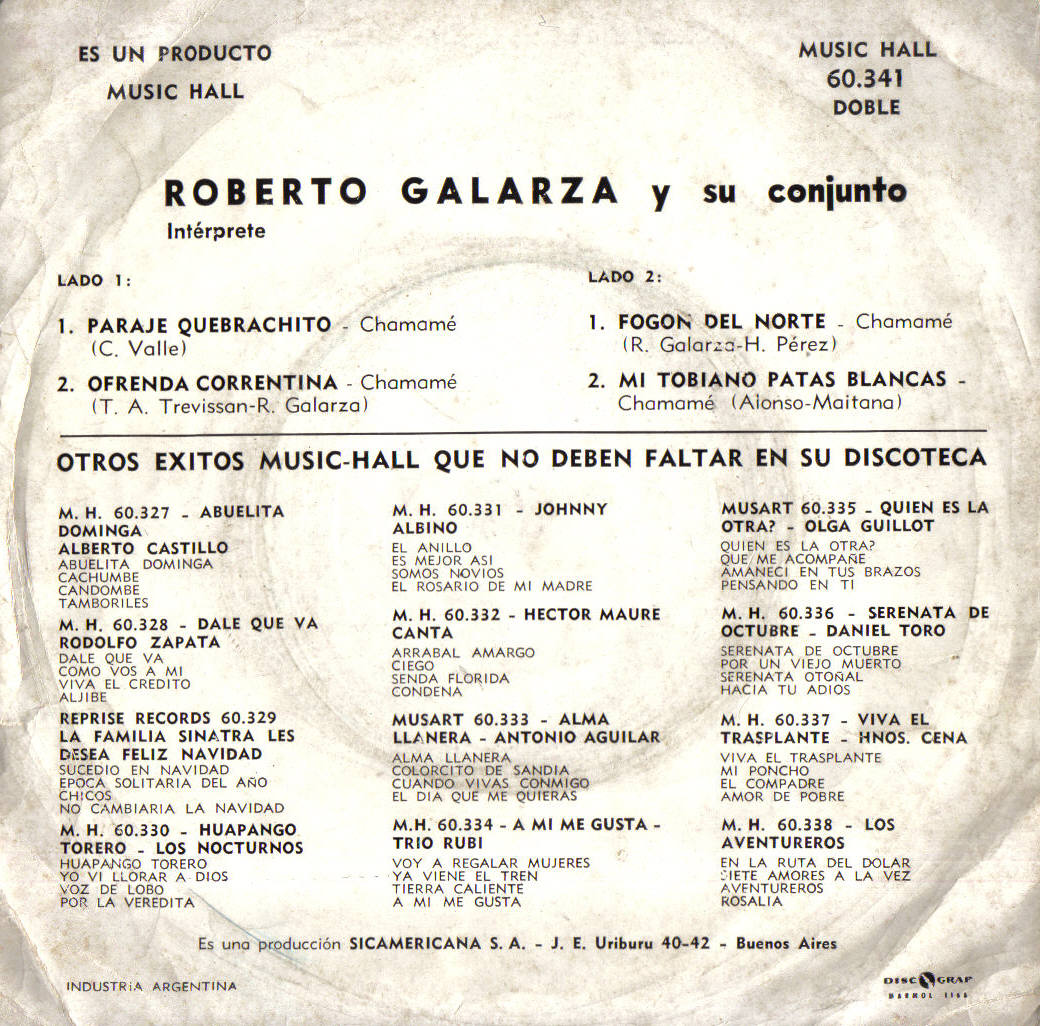 ES UN PRODUCTO
MUSIC HALL
MUSIC HALL
60.341
DOBLE
ROBERTO GALARZA y su conjunto
Intérprete
LADO 1:
1. PARAJE QUEBRACHITO - Chamamé
(C. Valle)
2. OFRENDA CORRENTINA - Chamamé
(T. A. Trevissan-R. Galarza)
LADO 2:
1. FOGON DEL NORTE - Chamamé
(R. Galarza-H. Pérez)
2. MI TOBIANO PATAS BLANCAS -
Chamamé (Alonso-Maitana)
OTROS EXITOS MUSIC-HALL QUE NO DEBEN FALTAR EN SU DISCOTECA
M. H. 60.327 - ABUELITA
DOMINGA
ALBERTO CASTILLO
ABUELITA DOMINGA
CACHUMBE
CANDOMBE
TAMBORILES
M. H. 60.328 - DALE QUE VA
RODOLFO ZAPATA
DALE QUE VA
COMO VOS A MI
VIVA EL CREDITO
ALJIBE
REPRISE RECORDS 60.329
LA FAMILIA SINATRA LES
DESEA FELIZ NAVIDAD
SUCEDIO EN NAVIDAD
EPOCA SOLITARIA DEL AÑO
CHICOS
NO CAMBIARIA LA NAVIDAD
M. H. 60.330 - HUAPANGO
TORERO - LOS NOCTURNOS
HUAPANGO TORERO
YO VI LLORAR A DIOS
VOZ DE LOBO
POR LA VEREDITA
M. H. 60.331 - JOHNNY
ALBINO
EL ANILLO
ES MEJOR ASI
SOMOS NOVIOS
EL ROSARIO DE MI MADRE
M. H. 60.332 - HECTOR MAURE
CANTA
ARRABAL AMARGO
CIEGO
SENDA FLORIDA
CONDENA
MUSART 60.333 - ALMA
LLANERA - ANTONIO AGUILAR
ALMA LLANERA
COLORCITO DE SANDIA
CUANDO VIVAS CONMIGO
EL DIA QUE ME QUIERAS
M.H. 60.334 - A MI ME GUSTA -
TRIO RUBI
VOY A REGALAR MUJERES
YA VIENE EL TREN
TIERRA CALIENTE
A MI ME GUSTA
MUSART 60.335 - QUIEN ES LA
OTRA? - OLGA GUILLOT
QUIEN ES LA OTRA?
QUE ME ACOMPAÑE
AMANECI EN TUS BRAZOS
PENSANDO EN TI
M. H. 60.336 - SERENATA DE
OCTUBRE - DANIEL TORO
SERENATA DE OCTUBRE
POR UN VIEJO MUERTO
SERENATA OTOÑAL
HACIA TU ADIOS
M. H. 60.337 - VIVA EL
TRASPLANTE - HNOS. CENA
VIVA EL TRASPLANTE
MI PONCHO
EL COMPADRE
AMOR DE POBRE
M. H. 60.338 - LOS
AVENTUREROS
EN LA RUTA DEL DOLAR
SIETE AMORES A LA VEZ
AVENTUREROS
ROSALIA
Es una producción SICAMERICANA S. A. - J. E. Uriburu 40-42 - Buenos Aires
INDUSTRIA ARGENTINA
DISCOGRAF
MARMOL 1168